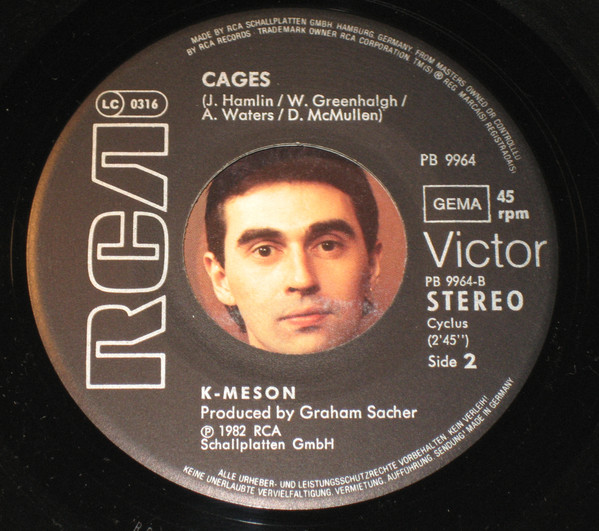 MADE BY RCA SCHALLPLATTEN GMBH, HAMBURG, GERMANY, FROM MASTERS OWNED OR CONTROLLED
BY RCA RECORDS · TRADEMARK OWNER RCA CORPORATION, TM(S) ® REG. MARCA(S) REGISTRADA(S)
CAGES
(J. Hamlin / W. Greenhalgh /
A. Waters / D. McMullen)
LC 0316
RCA
PB 9964
GEMA
45
rpm
Victor
PB 9964-B
STEREO
Cyclus
(2'45'')
Side 2
K-MESON
Produced by Graham Sacher
℗ 1982 RCA
Schallplatten GmbH
ALLE URHEBER- UND LEISTUNGSSCHUTZRECHTE VORBEHALTEN, KEIN VERLEIH!
KEINE UNERLAUBTE VERVIELFÄLTIGUNG, VERMIETUNG, AUFFÜHRUNG, SENDUNG! MADE IN GERMANY